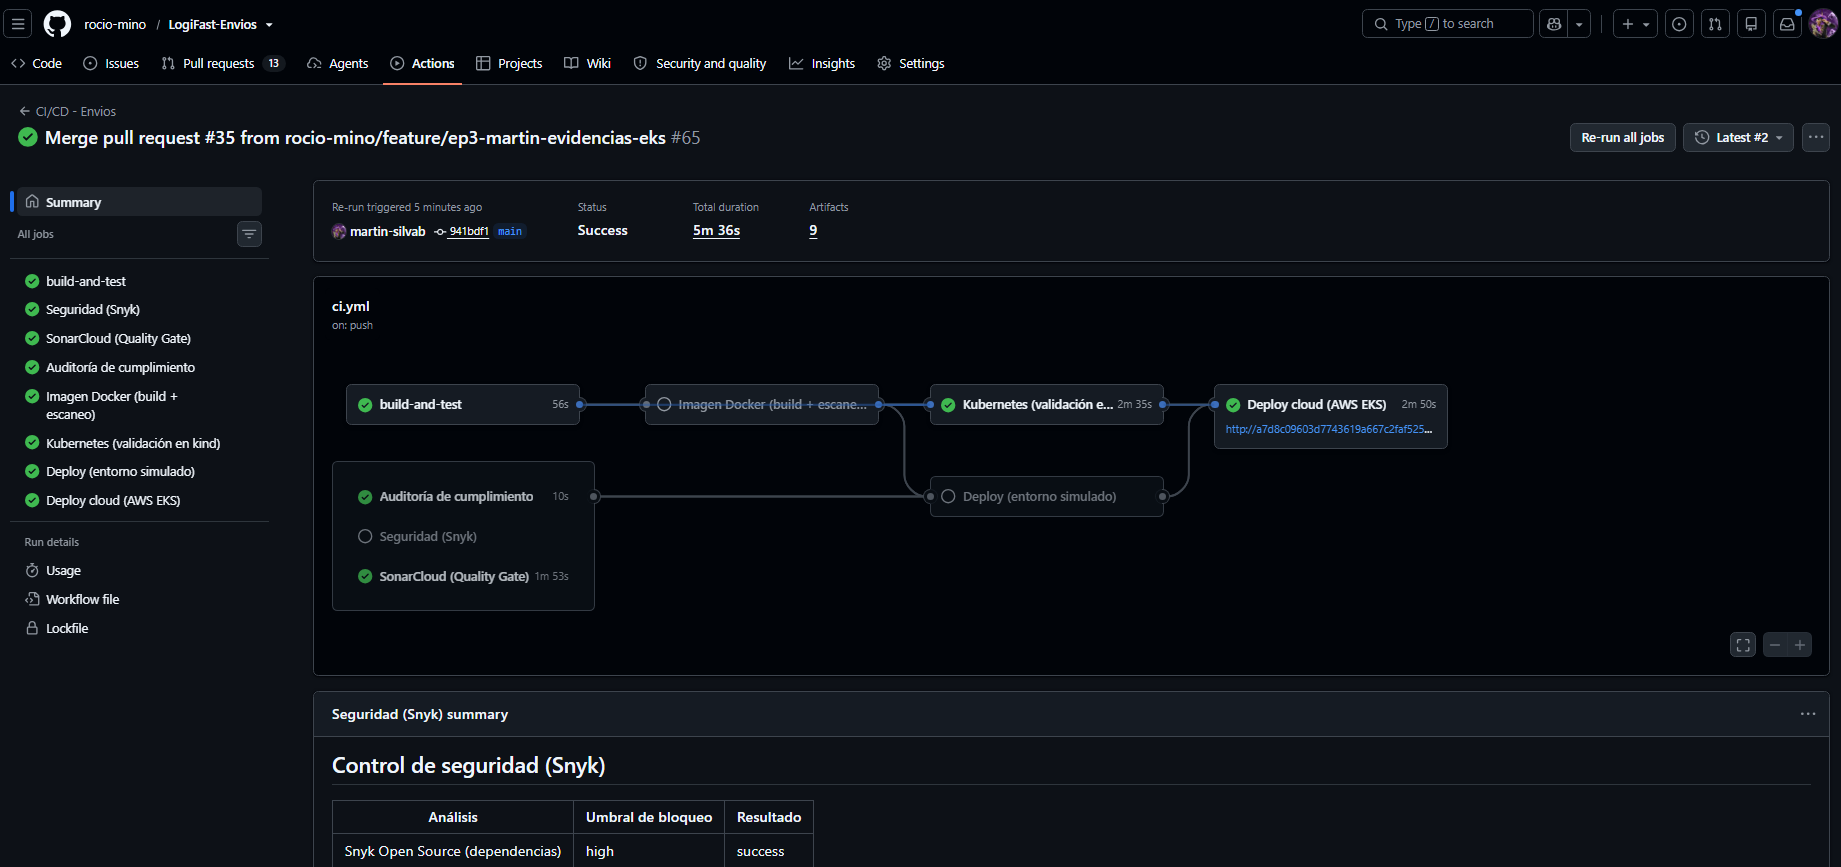 rocio-mino / LogiFast-Envios
Type / to search
Code
Issues
Pull requests 13
Agents
Actions
Projects
Wiki
Security and quality
Insights
Settings
CI/CD - Envios
Merge pull request #35 from rocio-mino/feature/ep3-martin-evidencias-eks #65
Re-run all jobs
Latest #2
Summary
All jobs
build-and-test
Seguridad (Snyk)
SonarCloud (Quality Gate)
Auditoría de cumplimiento
Imagen Docker (build +
escaneo)
Kubernetes (validación en kind)
Deploy (entorno simulado)
Deploy cloud (AWS EKS)
Run details
Usage
Workflow file
Lockfile
Re-run triggered 5 minutes ago
martin-silvab 941bdf1 main
Status
Success
Total duration
5m 36s
Artifacts
9
ci.yml
on: push
build-and-test 56s
Imagen Docker (build + escane...
Kubernetes (validación e... 2m 35s
Deploy cloud (AWS EKS) 2m 50s
http://a7d8c09603d7743619a667c2faf525...
Auditoría de cumplimiento 10s
Deploy (entorno simulado)
Seguridad (Snyk)
SonarCloud (Quality Gate) 1m 53s
Seguridad (Snyk) summary
Control de seguridad (Snyk)
Análisis Umbral de bloqueo Resultado
Snyk Open Source (dependencias) high success